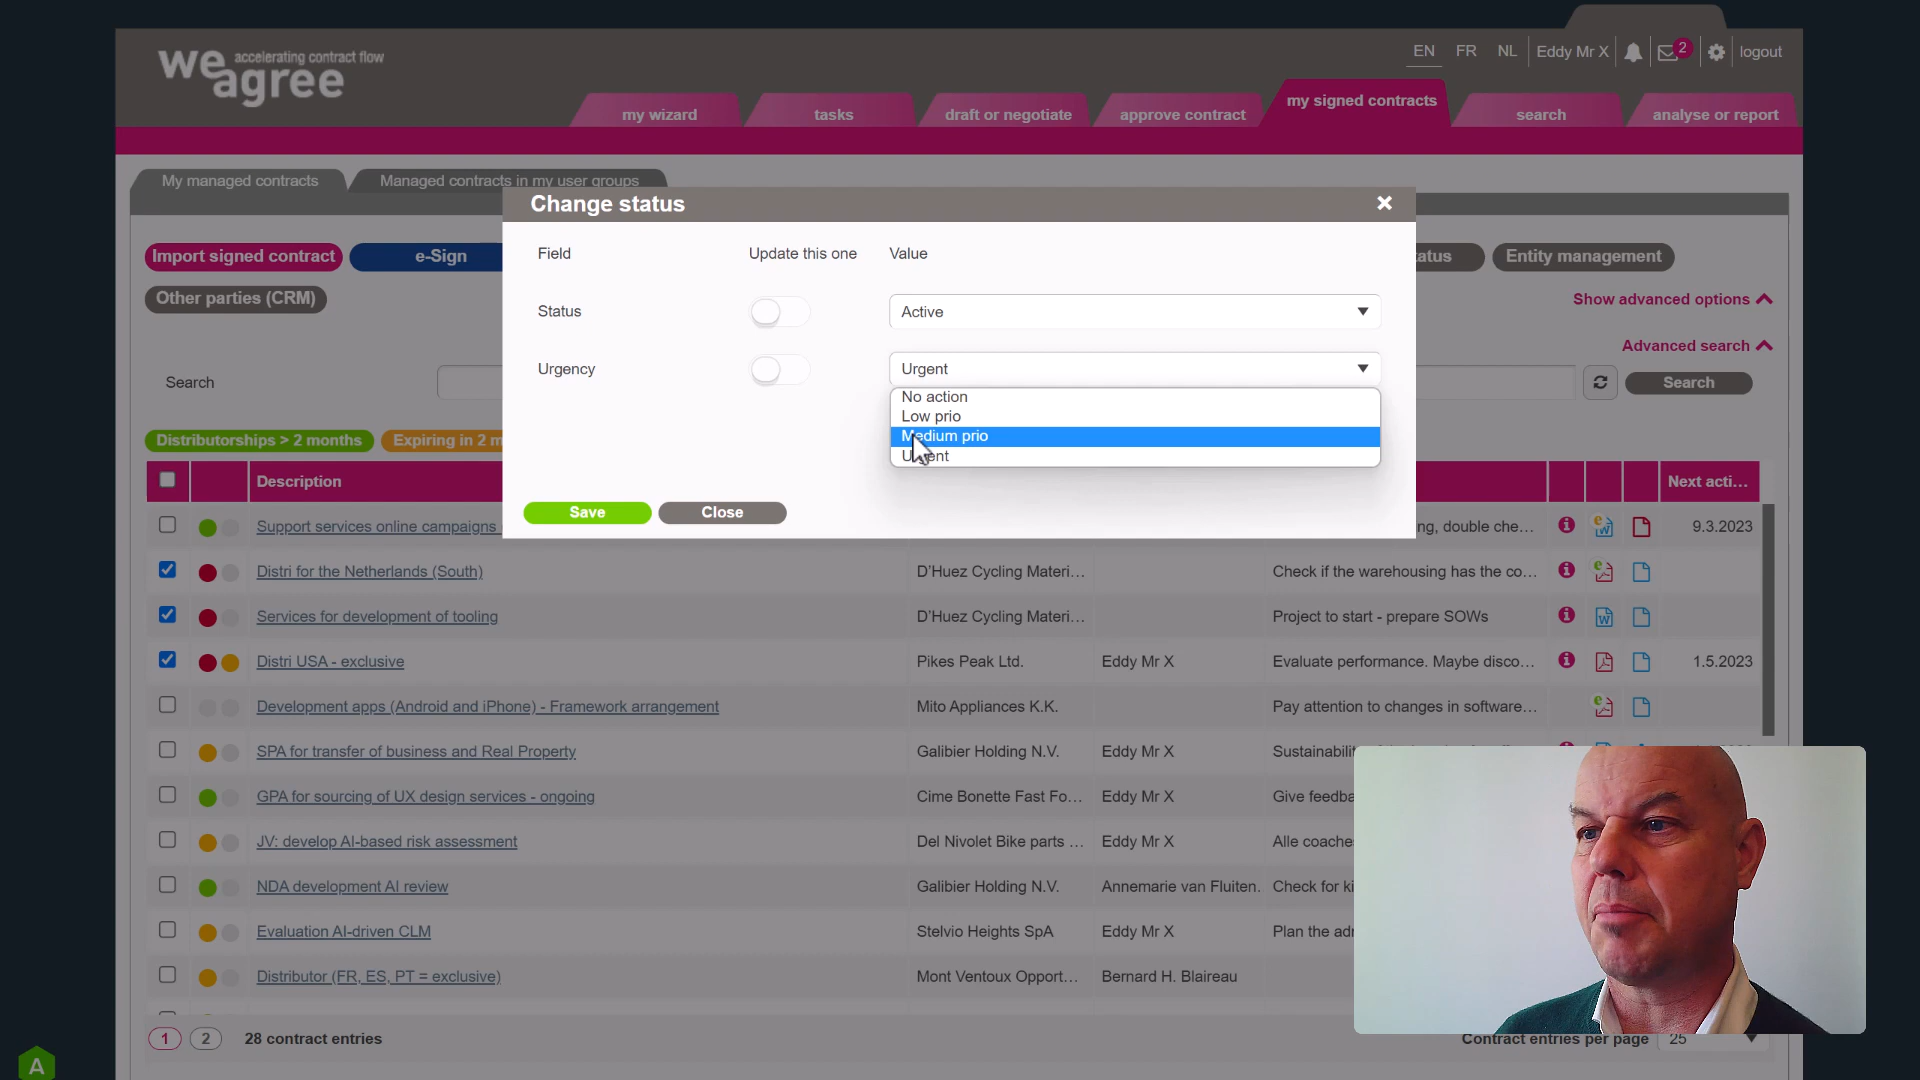 we agree accelerating contract flow
EN FR NL Eddy Mr X 2 logout
my wizard tasks draft or negotiate approve contract my signed contracts search analyse or report
My managed contracts Managed contracts in my user groups
Change status
Import signed contract e-Sign atus Entity management
Field Update this one Value
Other parties (CRM) Show advanced options
Status Active
Advanced search
Urgency Urgent
Search Search
No action
Low prio
Medium prio
Urgent
Distributorships > 2 months Expiring in 2 m
Description Next acti...
Save Close
Support services online campaigns ng, double che... 9.3.2023
Distri for the Netherlands (South) D'Huez Cycling Materi... Check if the warehousing has the co...
Services for development of tooling D'Huez Cycling Materi... Project to start - prepare SOWs
Distri USA - exclusive Pikes Peak Ltd. Eddy Mr X Evaluate performance. Maybe disco... 1.5.2023
Development apps (Android and iPhone) - Framework arrangement Mito Appliances K.K. Pay attention to changes in software...
SPA for transfer of business and Real Property Galibier Holding N.V. Eddy Mr X
GPA for sourcing of UX design services - ongoing Cime Bonette Fast Fo... Eddy Mr X Give feedba
JV: develop AI-based risk assessment Del Nivolet Bike parts ... Eddy Mr X Alle coache
NDA development AI review Galibier Holding N.V. Annemarie van Fluiten. Check for ki
Evaluation AI-driven CLM Stelvio Heights SpA Eddy Mr X Plan the adr
Distributor (FR, ES, PT = exclusive) Mont Ventoux Opport... Bernard H. Blaireau
1 2 28 contract entries Contract entries per page 25
A